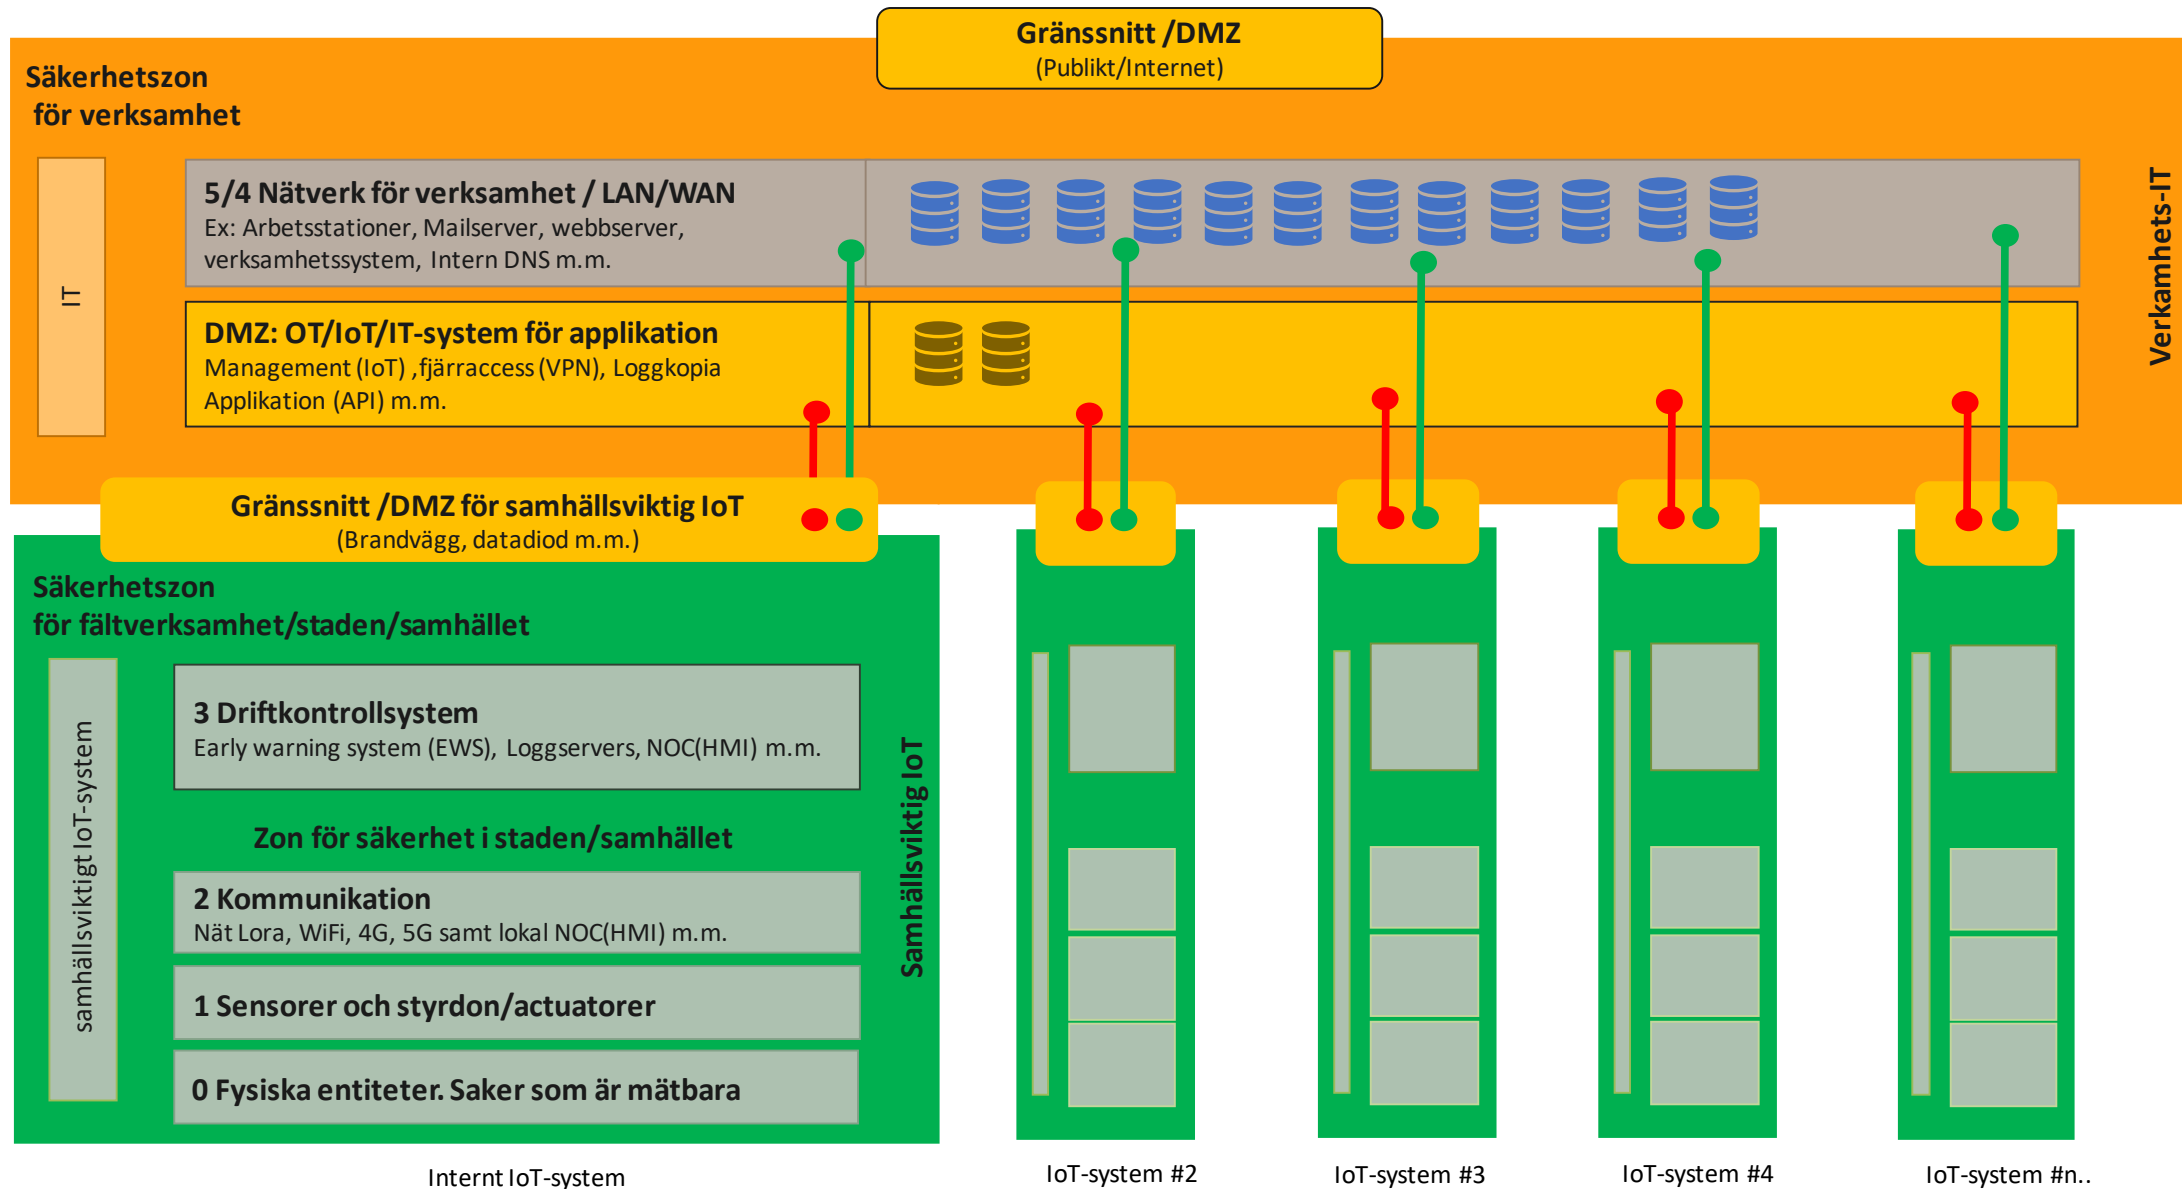 Gränssnitt /DMZ
(Publikt/Internet)
Säkerhetszon
för verksamhet
IT
5/4 Nätverk för verksamhet / LAN/WAN
Ex: Arbetsstationer, Mailserver, webbserver,
verksamhetssystem, Intern DNS m.m.
DMZ: OT/IoT/IT-system för applikation
Management (IoT) ,fjärraccess (VPN), Loggkopia
Applikation (API) m.m.
Verkamhets-IT
Gränssnitt /DMZ för samhällsviktig IoT
(Brandvägg, datadiod m.m.)
Säkerhetszon
för fältverksamhet/staden/samhället
samhällsviktigt IoT-system
3 Driftkontrollsystem
Early warning system (EWS), Loggservers, NOC(HMI) m.m.
Zon för säkerhet i staden/samhället
2 Kommunikation
Nät Lora, WiFi, 4G, 5G samt lokal NOC(HMI) m.m.
1 Sensorer och styrdon/actuatorer
0 Fysiska entiteter. Saker som är mätbara
Samhällsviktig IoT
Internt IoT-system
IoT-system #2
IoT-system #3
IoT-system #4
IoT-system #n..